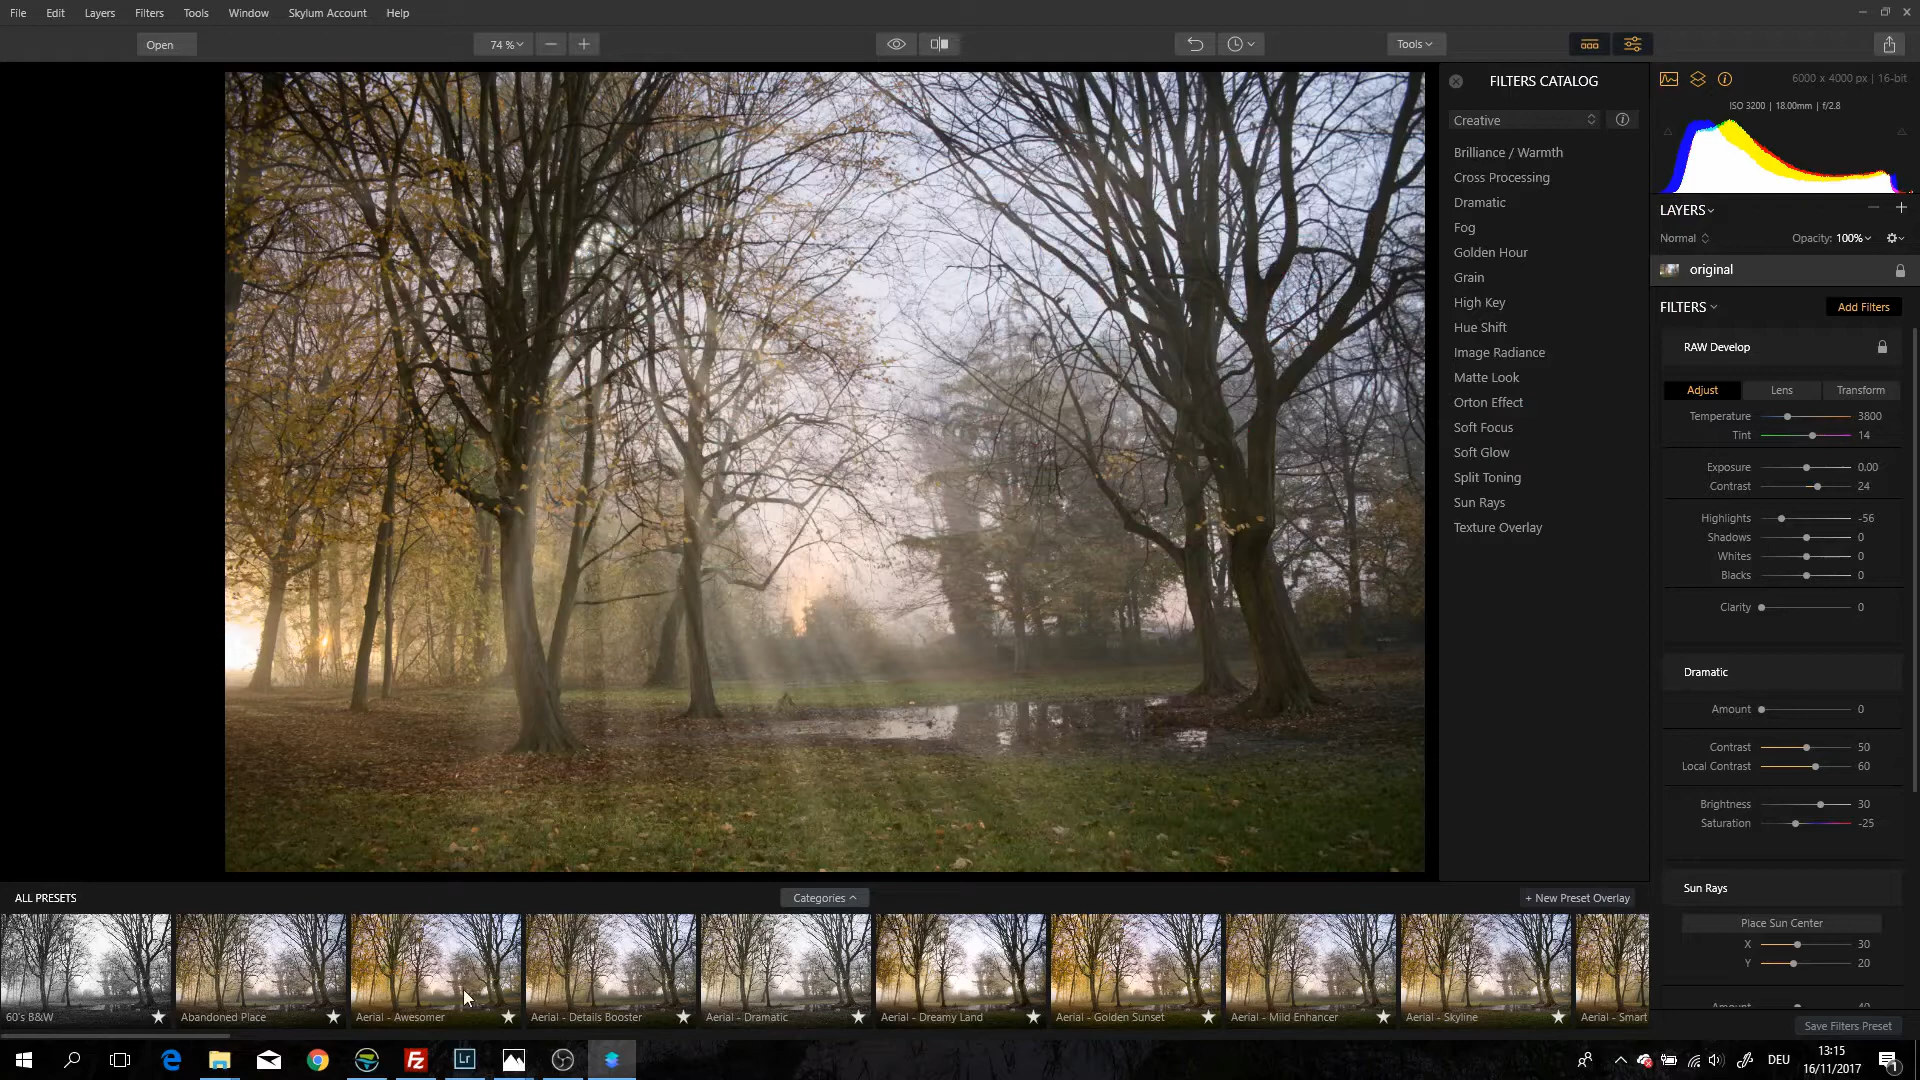 File Edit Layers Filters Tools Window Skylum Account Help
Open 74 % Tools
FILTERS CATALOG
Creative
Brilliance / Warmth
Cross Processing
Dramatic
Fog
Golden Hour
Grain
High Key
Hue Shift
Image Radiance
Matte Look
Orton Effect
Soft Focus
Soft Glow
Split Toning
Sun Rays
Texture Overlay
6000 x 4000 px | 16-bit
ISO 3200 | 18.00mm | f/2.8
LAYERS
Normal Opacity: 100%
original
FILTERS Add Filters
RAW Develop
Adjust Lens Transform
Temperature 3800
Tint 14
Exposure 0.00
Contrast 24
Highlights -56
Shadows 0
Whites 0
Blacks 0
Clarity 0
Dramatic
Amount 0
Contrast 50
Local Contrast 60
Brightness 30
Saturation -25
Sun Rays
Place Sun Center
X 30
Y 20
Amount 40
Save Filters Preset
ALL PRESETS Categories + New Preset Overlay
60's B&W Abandoned Place Aerial - Awesomer Aerial - Details Booster Aerial - Dramatic Aerial - Dreamy Land Aerial - Golden Sunset Aerial - Mild Enhancer Aerial - Skyline Aerial - Smart
Lr DEU 13:15
16/11/2017 1